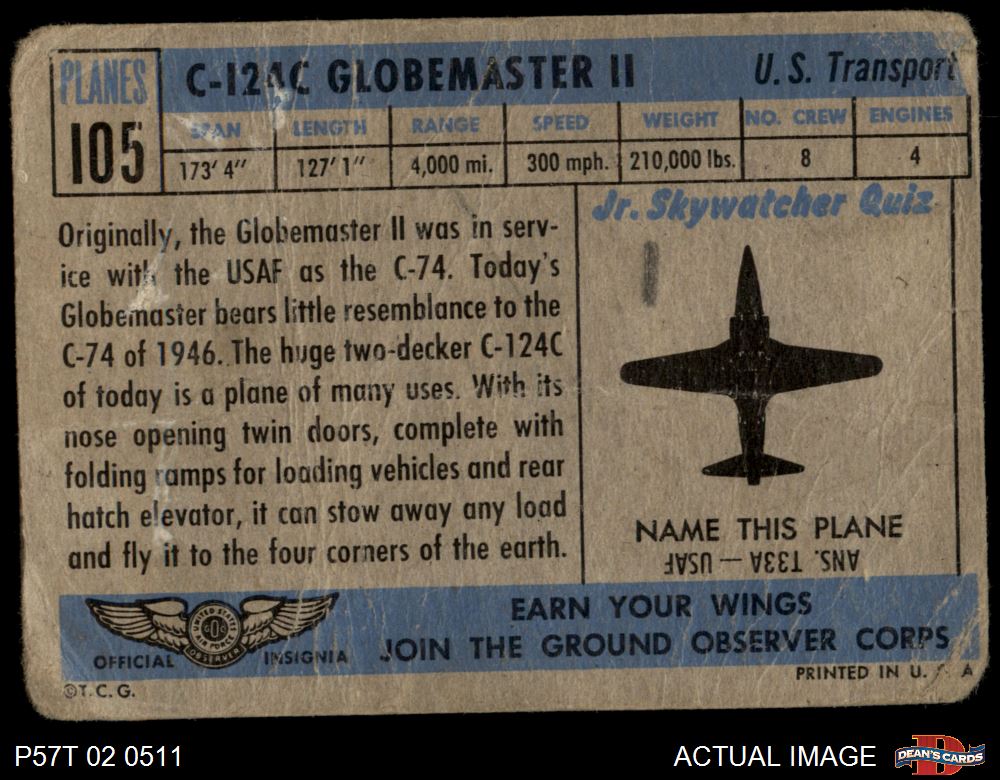 PLANES
105
C-124C GLOBEMASTER II
U. S. Transport
SPAN LENGTH RANGE SPEED WEIGHT NO. CREW ENGINES
173' 4" 127' 1" 4,000 mi. 300 mph. 210,000 lbs. 8 4
Originally, the Globemaster II was in serv-
ice with the USAF as the C-74. Today's
Globemaster bears little resemblance to the
C-74 of 1946. The huge two-decker C-124C
of today is a plane of many uses. With its
nose opening twin doors, complete with
folding ramps for loading vehicles and rear
hatch elevator, it can stow away any load
and fly it to the four corners of the earth.
Jr. Skywatcher Quiz
NAME THIS PLANE
ANS. T33A — USAF
UNITED STATES
GOC
AIR FORCE
OBSERVER
OFFICIAL INSIGNIA
EARN YOUR WINGS
JOIN THE GROUND OBSERVER CORPS
©T.C.G.
PRINTED IN U. S. A
P57T 02 0511
ACTUAL IMAGE
DEAN'S CARDS